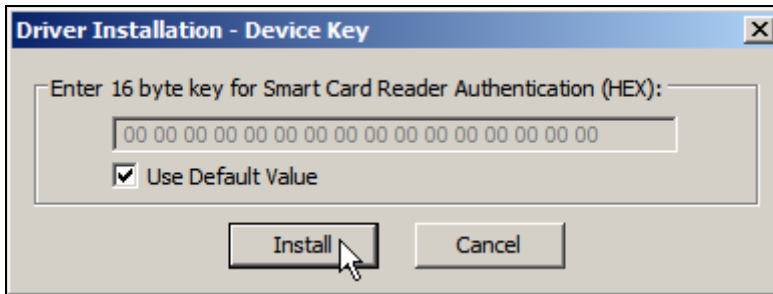 Driver Installation - Device Key
Enter 16 byte key for Smart Card Reader Authentication (HEX):
00 00 00 00 00 00 00 00 00 00 00 00 00 00 00 00
Use Default Value
Install Cancel